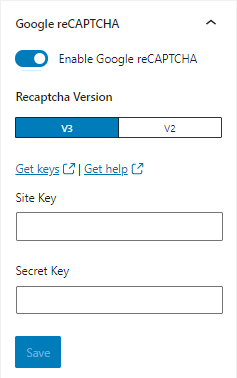 Google reCAPTCHA
Enable Google reCAPTCHA
Recaptcha Version
V3 V2
Get keys | Get help
Site Key
Secret Key
Save